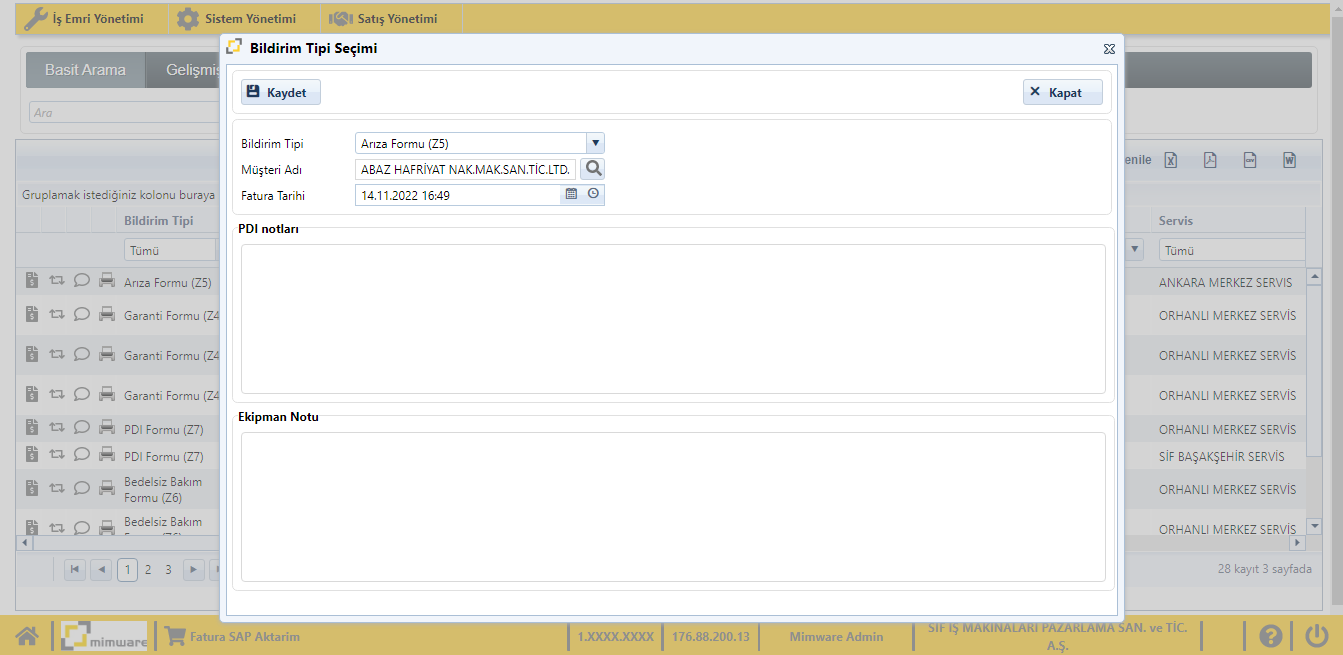 İş Emri Yönetimi
Sistem Yönetimi
Satış Yönetimi
Bildirim Tipi Seçimi
Basit Arama
Gelişmiş
Ara
Kaydet
Kapat
Bildirim Tipi
Arıza Formu (Z5)
Müşteri Adı
ABAZ HAFRİYAT NAK.MAK.SAN.TİC.LTD.
Fatura Tarihi
14.11.2022 16:49
enile
Gruplamak istediğiniz kolonu buraya
Bildirim Tipi
Servis
Tümü
Tümü
PDI notları
Ekipman Notu
Arıza Formu (Z5)
ANKARA MERKEZ SERVIS
Garanti Formu (Z4
ORHANLI MERKEZ SERVİS
Garanti Formu (Z4
ORHANLI MERKEZ SERVİS
Garanti Formu (Z4
ORHANLI MERKEZ SERVİS
PDI Formu (Z7)
ORHANLI MERKEZ SERVİS
PDI Formu (Z7)
SİF BAŞAKŞEHİR SERVİS
Bedelsiz Bakım
Formu (Z6)
ORHANLI MERKEZ SERVİS
Bedelsiz Bakım
ORHANLI MERKEZ SERVİS
1 2 3
28 kayıt 3 sayfada
mimware
Fatura SAP Aktarim
1.XXXX.XXXX
176.88.200.13
Mimware Admin
SİF İŞ MAKİNALARI PAZARLAMA SAN. ve TİC.
A.Ş.